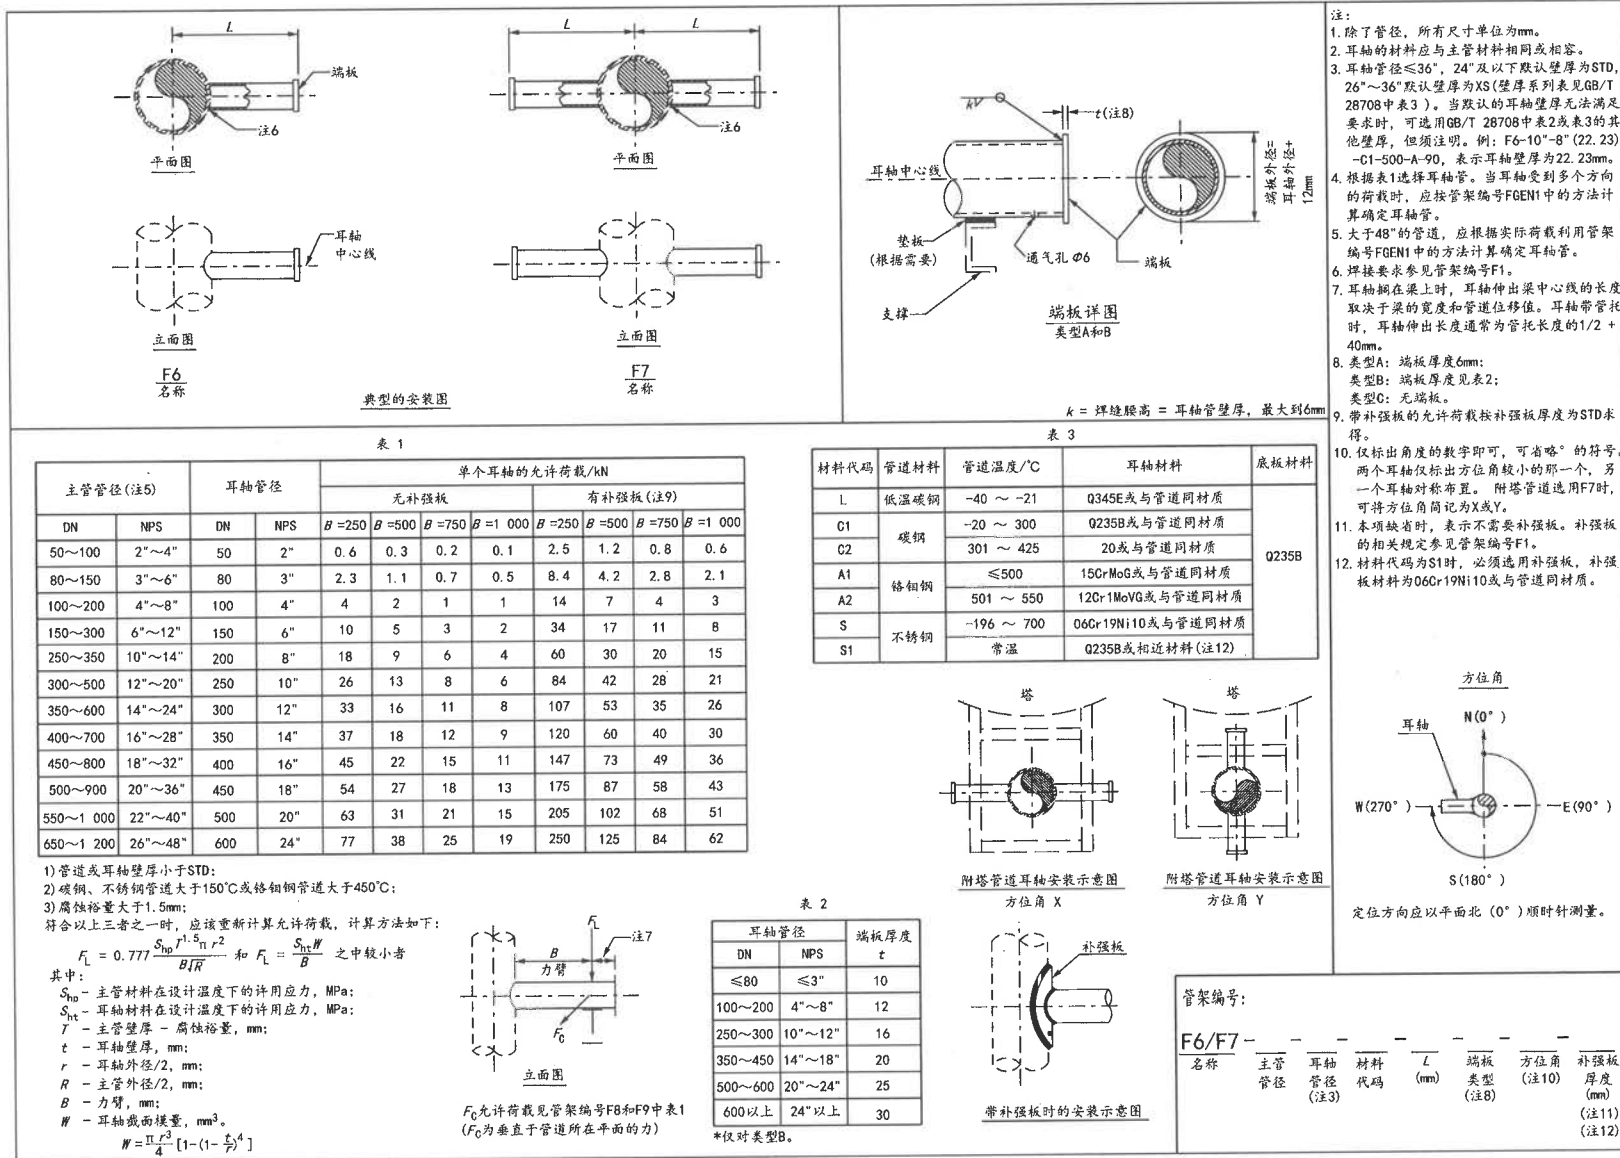 L
L
L
端板
注6
注6
平面图
平面图
耳轴
中心线
立面图
立面图
F6
名称
F7
名称
典型的安装图
t(注8)
耳轴中心线
端板外径=
耳轴外径+
12mm
垫板
(根据需要)
通气孔 Φ6
端板
支撑
端板详图
类型A和B
k = 焊缝腰高 = 耳轴管壁厚, 最大到6mm
注:
1. 除了管径, 所有尺寸单位为mm。
2. 耳轴的材料应与主管材料相同或相容。
3. 耳轴管径≤36", 24"及以下默认壁厚为STD,
26"～36"默认壁厚为XS(壁厚系列表见GB/T
28708中表3 )。当默认的耳轴壁厚无法满足
要求时, 可选用GB/T 28708中表2或表3的其
他壁厚, 但须注明。例: F6-10"-8"(22.23)
-C1-500-A-90, 表示耳轴壁厚为22.23mm。
4. 根据表1选择耳轴管。当耳轴受到多个方向
的荷载时, 应按管架编号FGEN1中的方法计
算确定耳轴管。
5. 大于48"的管道, 应根据实际荷载利用管架
编号FGEN1中的方法计算确定耳轴管。
6. 焊接要求参见管架编号F1。
7. 耳轴搁在梁上时, 耳轴伸出梁中心线的长度
取决于梁的宽度和管道位移值。耳轴带管托
时, 耳轴伸出长度通常为管托长度的1/2 +
40mm。
8. 类型A: 端板厚度6mm;
类型B: 端板厚度见表2;
类型C: 无端板。
9. 带补强板的允许荷载按补强板厚度为STD求
得。
10. 仅标出角度的数字即可, 可省略°的符号。
两个耳轴仅标出方位角较小的那一个, 另
一个耳轴对称布置。 附塔管道选用F7时,
可将方位角简记为X或Y。
11. 本项缺省时, 表示不需要补强板。补强板
的相关规定参见管架编号F1。
12. 材料代码为S1时, 必须选用补强板, 补强
板材料为06Cr19Ni10或与管道同材质。
表 1
主管管径(注5) 耳轴管径 单个耳轴的允许荷载/kN
无补强板 有补强板(注9)
DN NPS DN NPS B =250 B =500 B =750 B =1 000 B =250 B =500 B =750 B =1 000
50～100 2"～4" 50 2" 0.6 0.3 0.2 0.1 2.5 1.2 0.8 0.6
80～150 3"～6" 80 3" 2.3 1.1 0.7 0.5 8.4 4.2 2.8 2.1
100～200 4"～8" 100 4" 4 2 1 1 14 7 4 3
150～300 6"～12" 150 6" 10 5 3 2 34 17 11 8
250～350 10"～14" 200 8" 18 9 6 4 60 30 20 15
300～500 12"～20" 250 10" 26 13 8 6 84 42 28 21
350～600 14"～24" 300 12" 33 16 11 8 107 53 35 26
400～700 16"～28" 350 14" 37 18 12 9 120 60 40 30
450～800 18"～32" 400 16" 45 22 15 11 147 73 49 36
500～900 20"～36" 450 18" 54 27 18 13 175 87 58 43
550～1 000 22"～40" 500 20" 63 31 21 15 205 102 68 51
650～1 200 26"～48" 600 24" 77 38 25 19 250 125 84 62
1)管道或耳轴壁厚小于STD;
2)碳钢、不锈钢管道大于150℃或铬钼钢管道大于450℃;
3)腐蚀裕量大于1.5mm;
符合以上三者之一时, 应该重新计算允许荷载, 计算方法如下:
F_L = 0.777 S_hp T^1.5 π r^2 / B√R 和 F_L = S_ht W / B 之中较小者
其中:
S_hp - 主管材料在设计温度下的许用应力, MPa;
S_ht - 耳轴材料在设计温度下的许用应力, MPa;
T - 主管壁厚 - 腐蚀裕量, mm;
t - 耳轴壁厚, mm;
r - 耳轴外径/2, mm;
R - 主管外径/2, mm;
B - 力臂, mm;
W - 耳轴截面模量, mm³。
W = π r³ / 4 [1-(1- t/r)⁴]
F_L
B
力臂
注7
F_C
立面图
F_C允许荷载见管架编号F8和F9中表1
(F_C为垂直于管道所在平面的力)
表 2
耳轴管径 端板厚度
DN NPS t
≤80 ≤3" 10
100～200 4"～8" 12
250～300 10"～12" 16
350～450 14"～18" 20
500～600 20"～24" 25
600以上 24"以上 30
*仅对类型B。
表 3
材料代码 管道材料 管道温度/℃ 耳轴材料 底板材料
L 低温碳钢 -40 ～ -21 Q345E或与管道同材质
C1 碳钢 -20 ～ 300 Q235B或与管道同材质
C2 301 ～ 425 20或与管道同材质
Q235B
A1 铬钼钢 ≤500 15CrMoG或与管道同材质
A2 501 ～ 550 12Cr1MoVG或与管道同材质
S 不锈钢 -196 ～ 700 06Cr19Ni10或与管道同材质
S1 常温 Q235B或相近材料(注12)
塔
塔
附塔管道耳轴安装示意图
方位角 X
附塔管道耳轴安装示意图
方位角 Y
补强板
带补强板时的安装示意图
方位角
耳轴
N(0°)
W(270°)
E(90°)
S(180°)
定位方向应以平面北 (0°)顺时针测量。
管架编号:
F6/F7 - - - - - - -
名称
主管
管径
耳轴
管径
(注3)
材料
代码
L
(mm)
端板
类型
(注8)
方位角
(注10)
补强板
厚度
(mm)
(注11)
(注12)